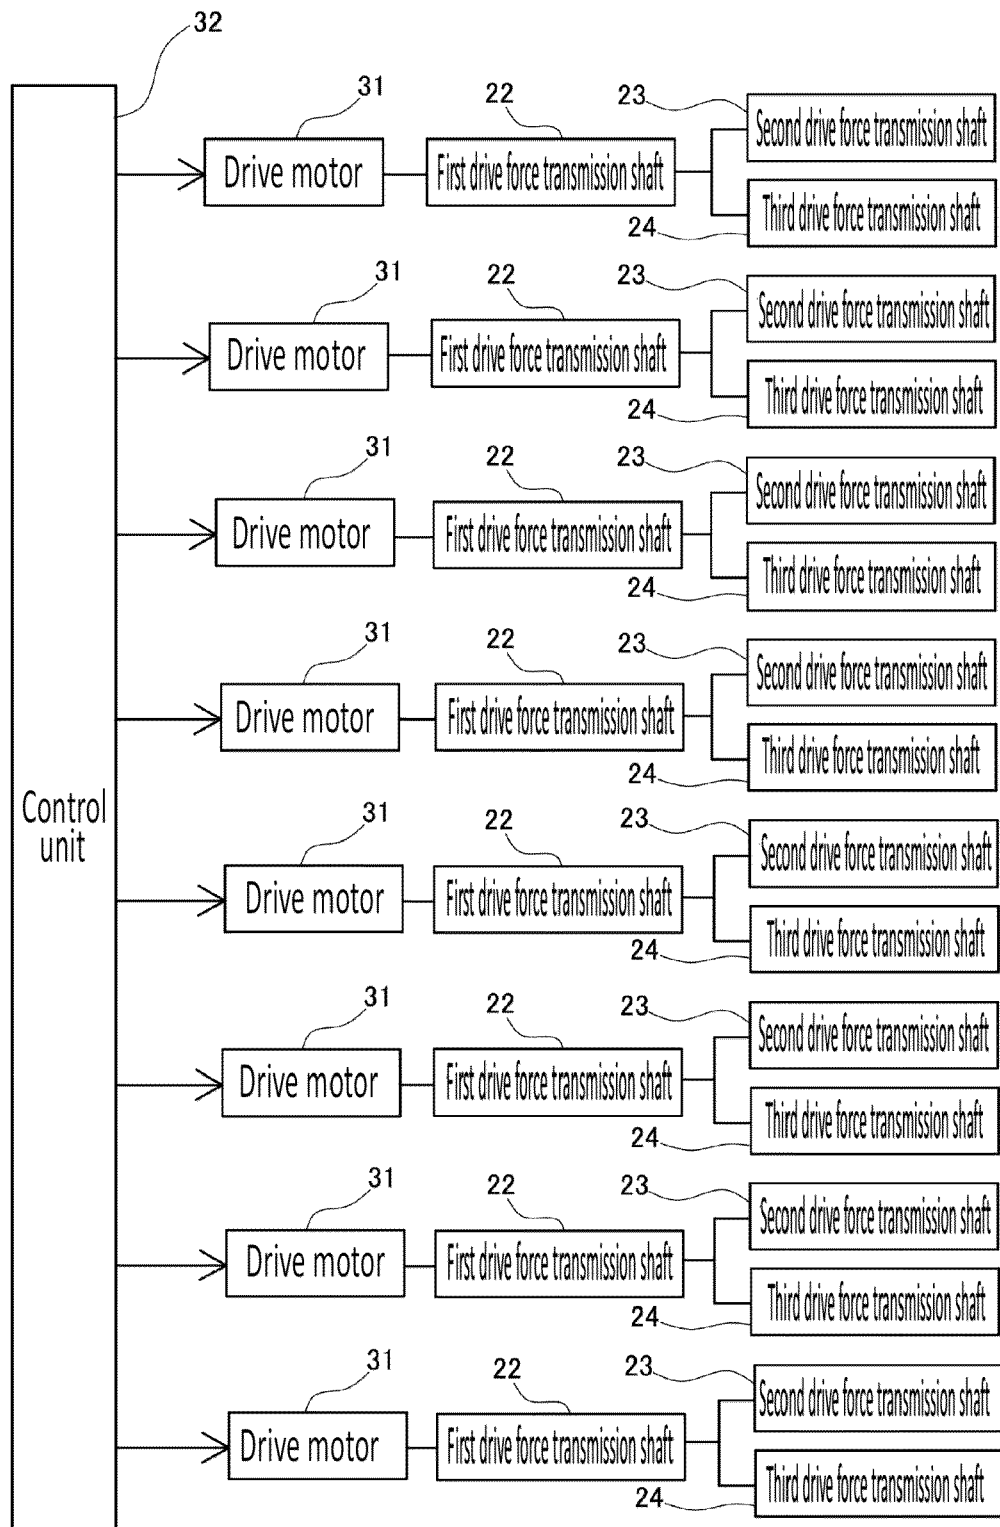 32
31
22
23
Second drive force transmission shaft
Drive motor
First drive force transmission shaft
Third drive force transmission shaft
24
31
22
23
Second drive force transmission shaft
Drive motor
First drive force transmission shaft
Third drive force transmission shaft
24
31
22
23
Second drive force transmission shaft
Drive motor
First drive force transmission shaft
Third drive force transmission shaft
24
31
22
23
Second drive force transmission shaft
Drive motor
First drive force transmission shaft
Third drive force transmission shaft
24
Control
unit
31
22
23
Second drive force transmission shaft
Drive motor
First drive force transmission shaft
Third drive force transmission shaft
24
31
22
23
Second drive force transmission shaft
Drive motor
First drive force transmission shaft
Third drive force transmission shaft
24
31
22
23
Second drive force transmission shaft
Drive motor
First drive force transmission shaft
Third drive force transmission shaft
24
31
22
23
Second drive force transmission shaft
Drive motor
First drive force transmission shaft
Third drive force transmission shaft
24